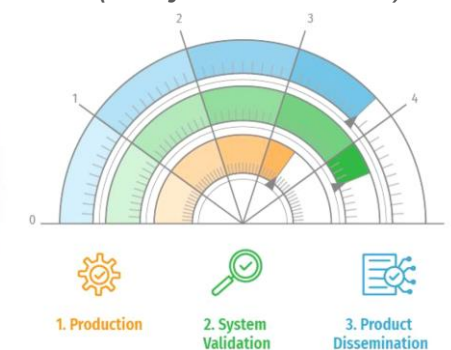 2
3
1
4
0
1. Production
2. System
Validation
3. Product
Dissemination